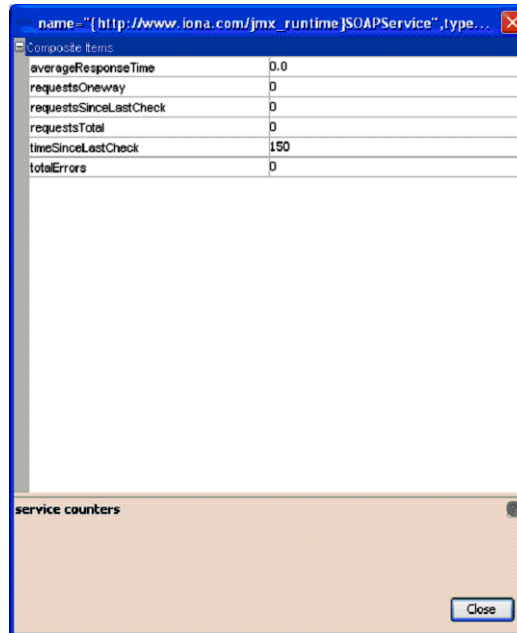 name="{http://www.iona.com/jmx_runtime}SOAPService",type...
Composite Items
averageResponseTime 0.0
requestsOneway 0
requestsSinceLastCheck 0
requestsTotal 0
timeSinceLastCheck 150
totalErrors 0
service counters
Close